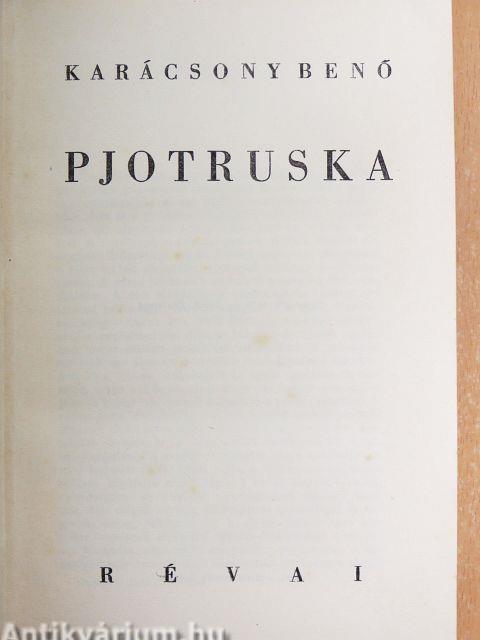 KARÁCSONY BENŐ
PJOTRUSKA
RÉVAI
Antikvárium.hu